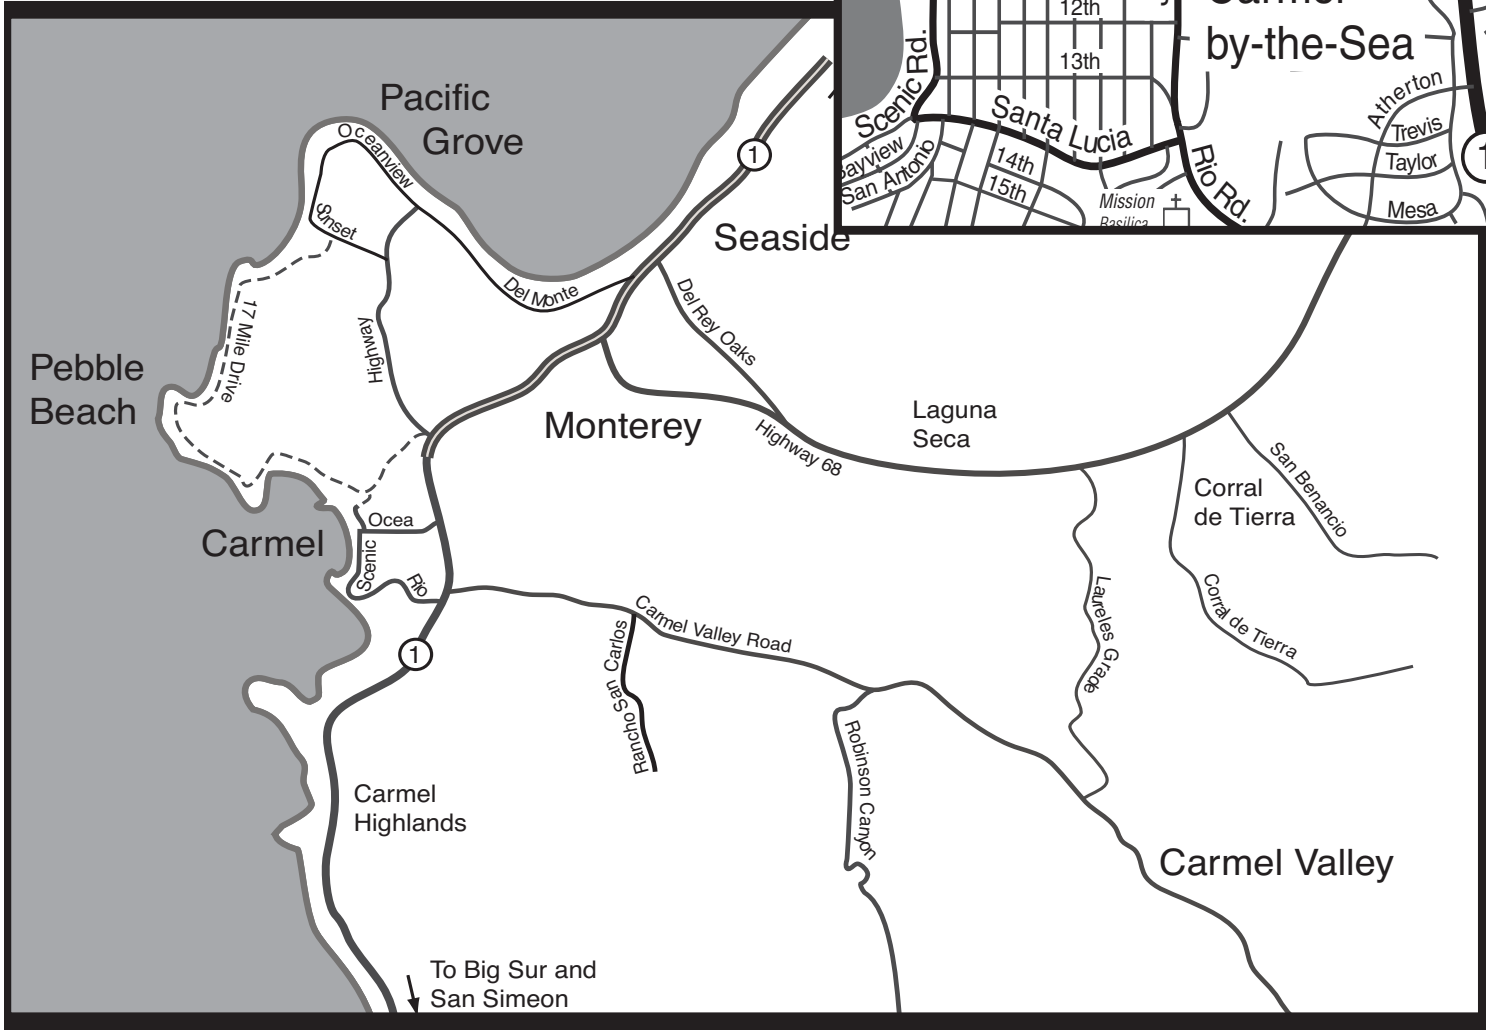 12th
by-the-Sea
13th
Scenic Rd.
Santa Lucia
Atherton
Trevis
Taylor
Mesa
1
San Antonio
14th
15th
Rio Rd.
Mission
Basilica
Pacific
Grove
Oceanview
1
Sunset
Seaside
Del Monte
Del Rey Oaks
17 Mile Drive
Highway
Pebble
Beach
Monterey
Highway 68
Laguna
Seca
San Benancio
Corral
de Tierra
Carmel
Ocea
Scenic
Rio
Carmel Valley Road
Laureles Grade
Corral de Tierra
1
Rancho San Carlos
Robinson Canyon
Carmel
Highlands
Carmel Valley
To Big Sur and
San Simeon